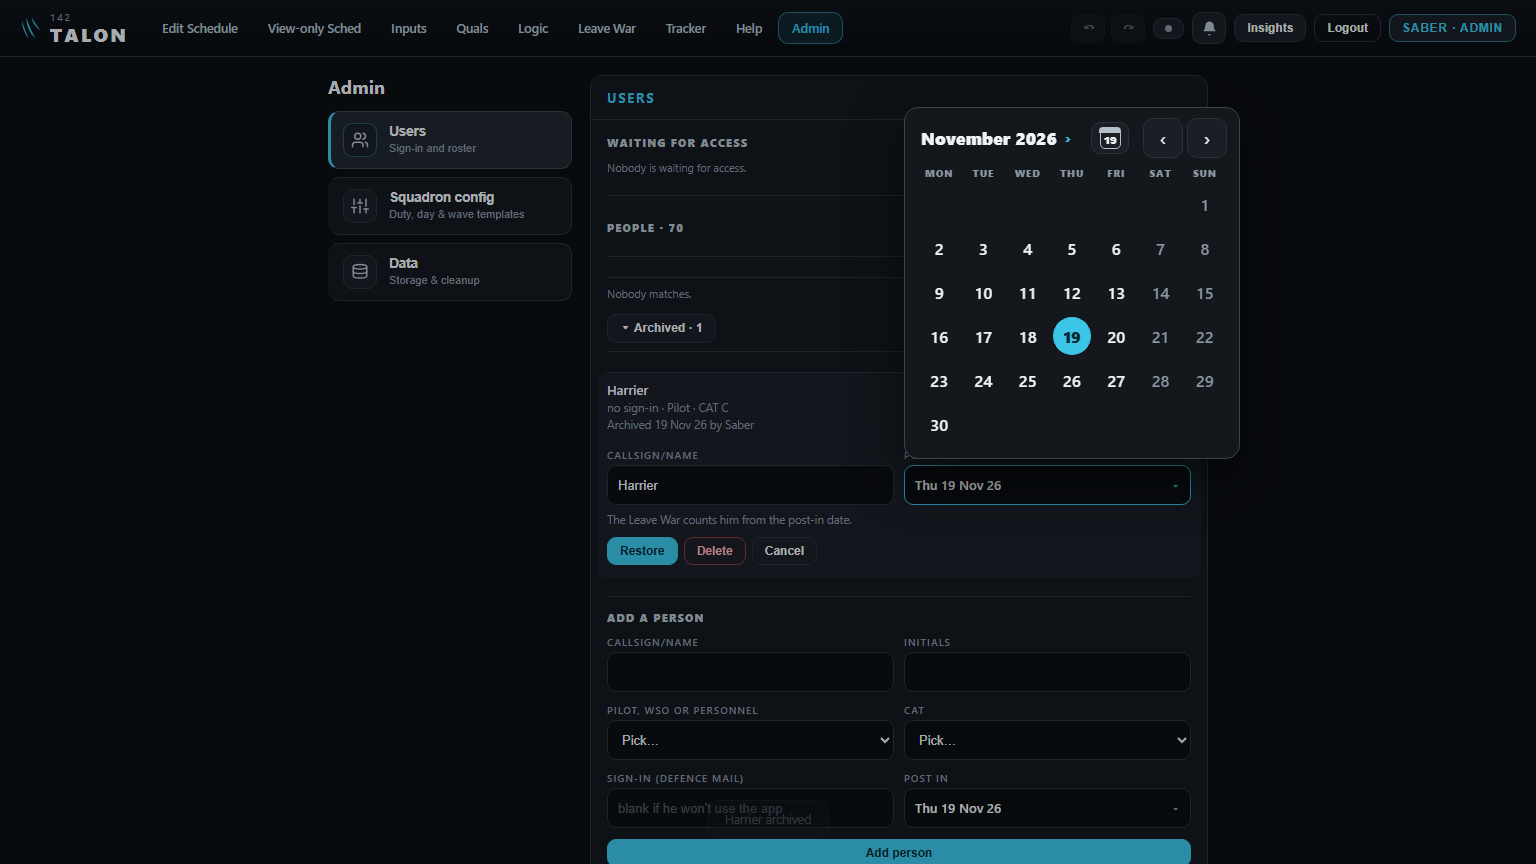 142
TALON
Edit Schedule
View-only Sched
Inputs
Quals
Logic
Leave War
Tracker
Help
Admin
Insights
Logout
SABER · ADMIN
Admin
Users
Sign-in and roster
Squadron config
Duty, day & wave templates
Data
Storage & cleanup
USERS
WAITING FOR ACCESS
Nobody is waiting for access.
PEOPLE · 70
Nobody matches.
Archived · 1
Harrier
no sign-in · Pilot · CAT C
Archived 19 Nov 26 by Saber
CALLSIGN/NAME
Harrier
Thu 19 Nov 26
The Leave War counts him from the post-in date.
Restore
Delete
Cancel
November 2026 ›
19
‹
›
MON TUE WED THU FRI SAT SUN
1
2 3 4 5 6 7 8
9 10 11 12 13 14 15
16 17 18 19 20 21 22
23 24 25 26 27 28 29
30
ADD A PERSON
CALLSIGN/NAME
INITIALS
PILOT, WSO OR PERSONNEL
CAT
Pick...
Pick...
SIGN-IN (DEFENCE MAIL)
POST IN
blank if he won't use the app
Thu 19 Nov 26
Harrier archived
Add person